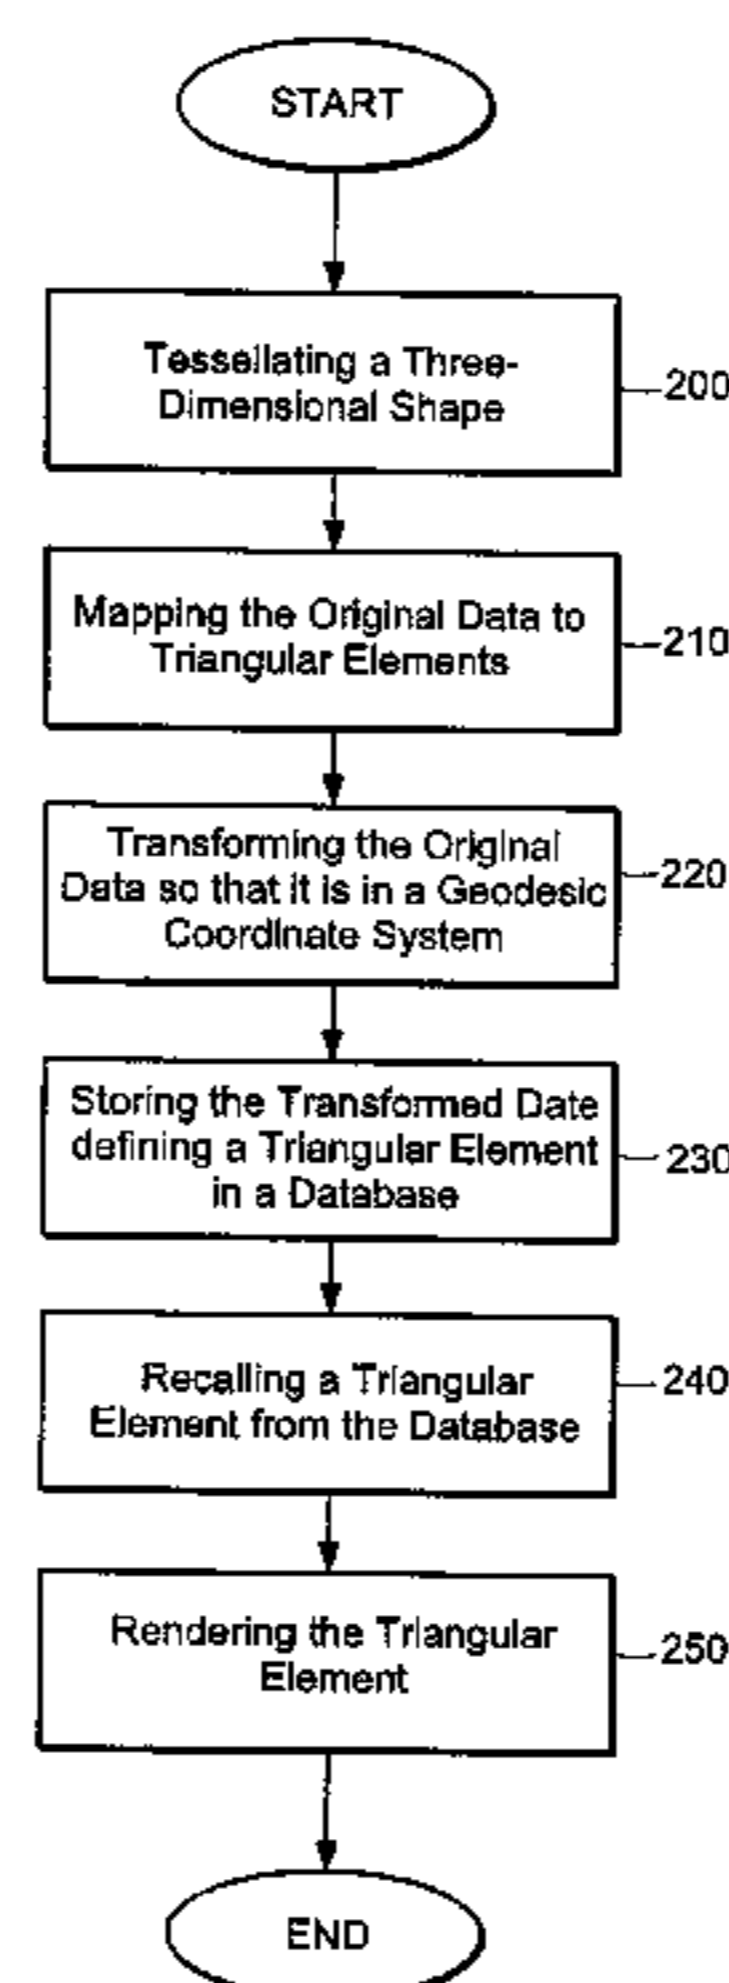 START
Tessellating a Three-
Dimensional Shape
200
Mapping the Original Data to
Triangular Elements
210
Transforming the Original
Data so that it is in a Geodesic
Coordinate System
220
Storing the Transformed Date
defining a Triangular Element
in a Database
230
Recalling a Triangular
Element from the Database
240
Rendering the Triangular
Element
250
END